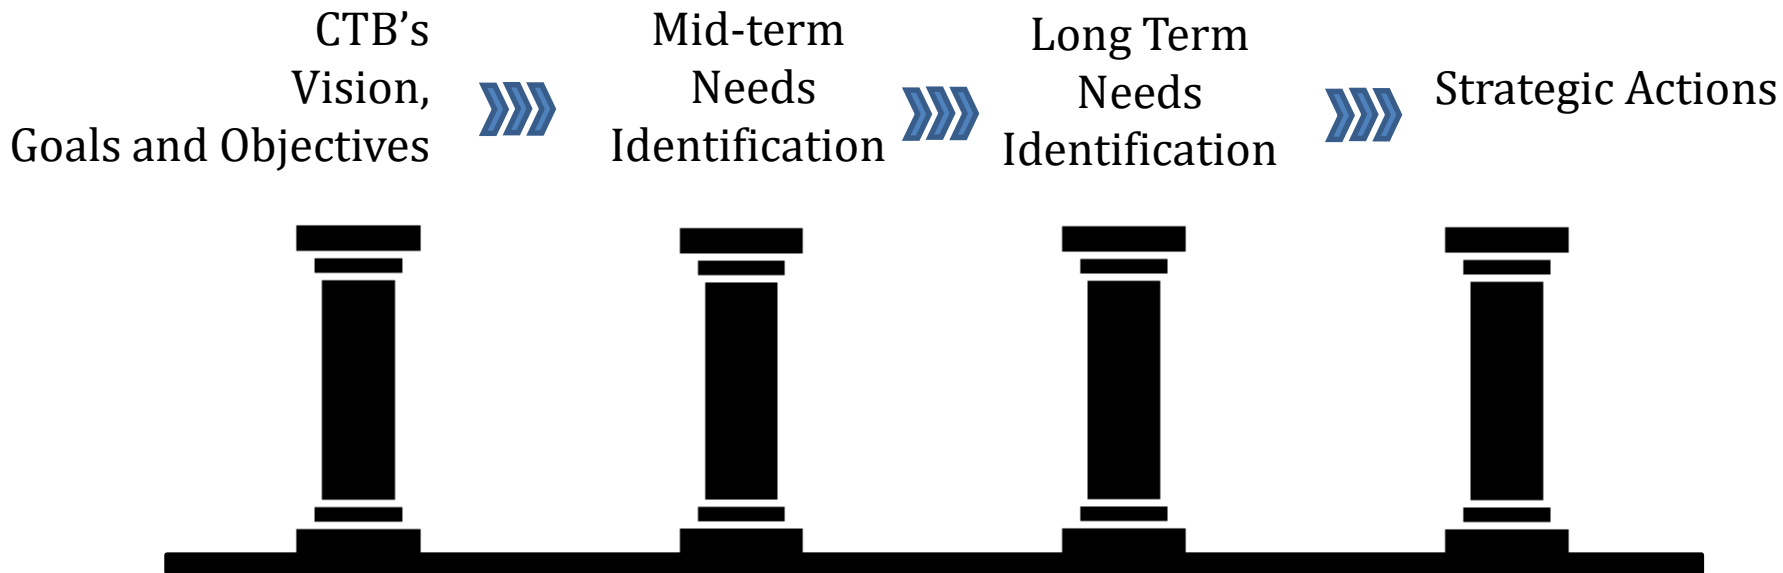 CTB’s
Vision,
Goals and Objectives
Mid-term
Needs
Identification
Long Term
Needs
Identification
Strategic Actions